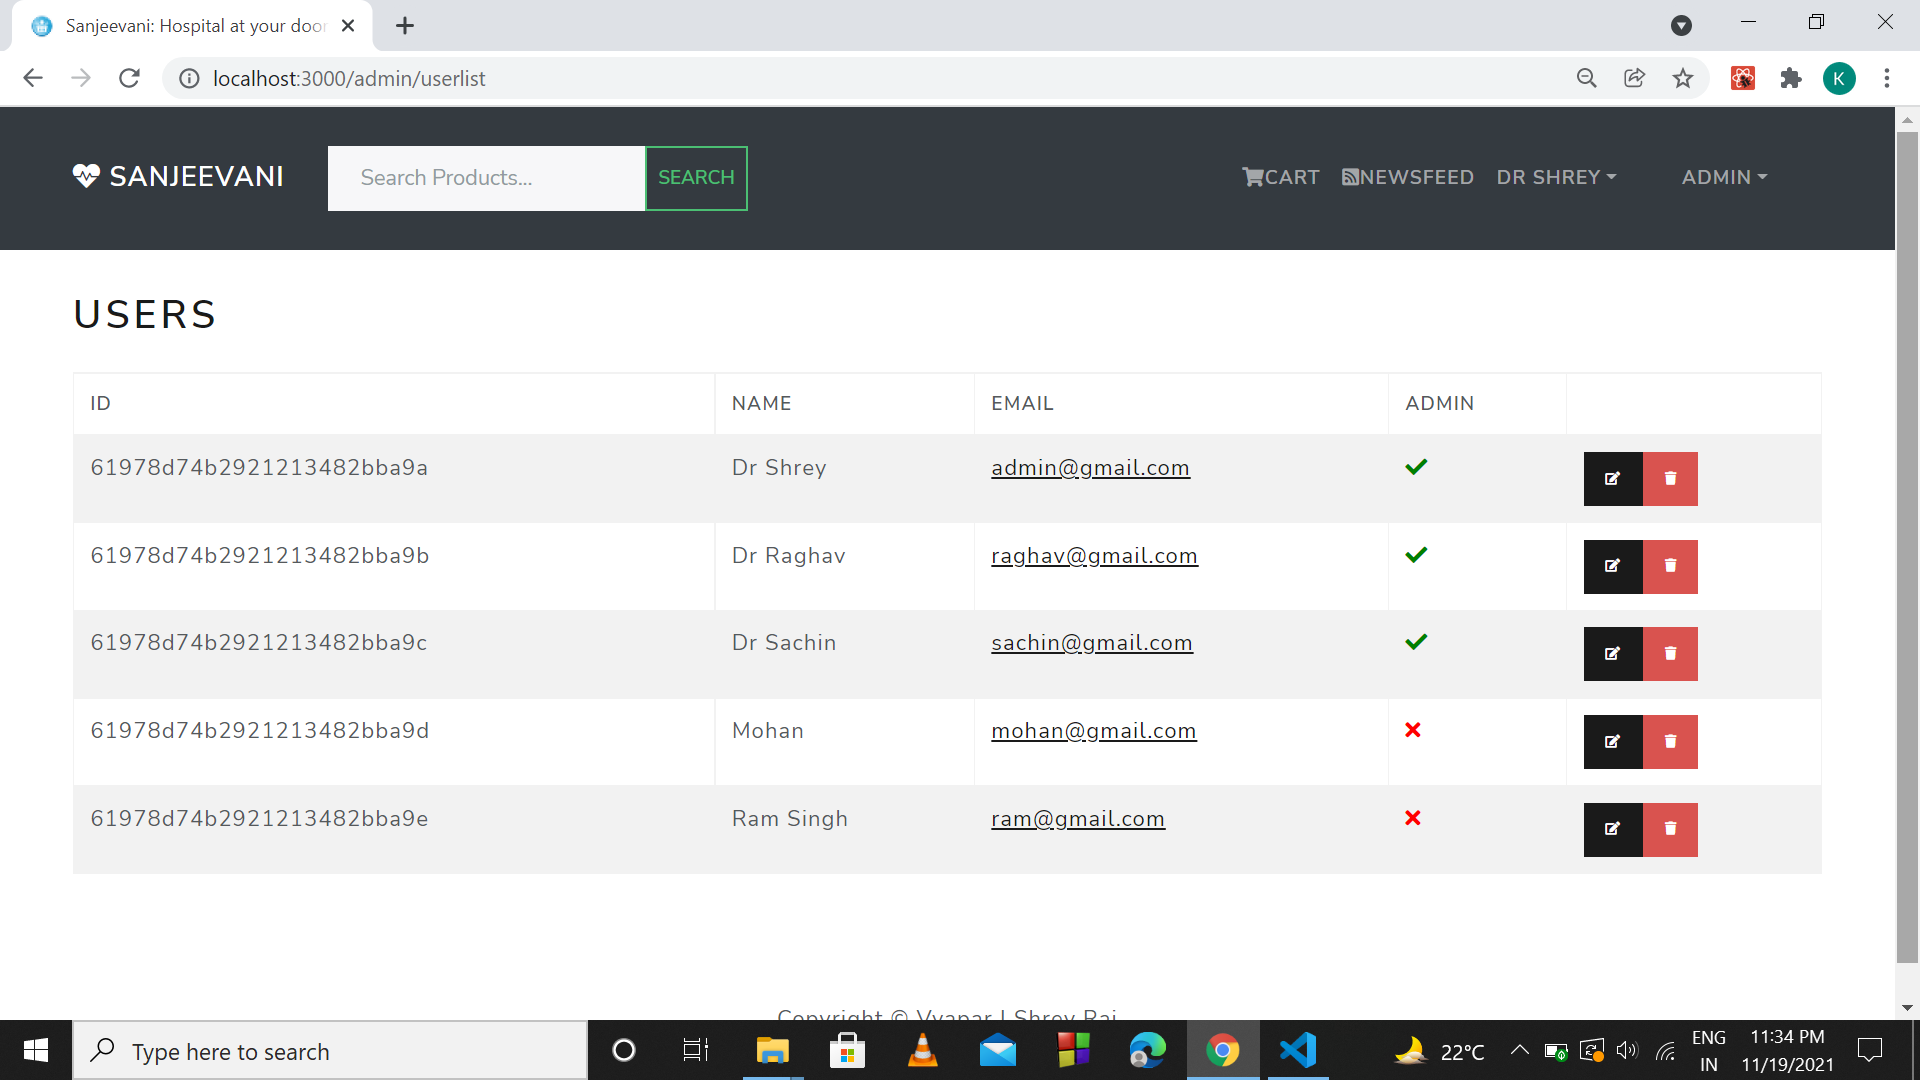 Sanjeevani: Hospital at your door
localhost:3000/admin/userlist
K
SANJEEVANI
Search Products...
SEARCH
CART
NEWSFEED
DR SHREY
ADMIN
USERS
ID NAME EMAIL ADMIN
61978d74b2921213482bba9a Dr Shrey admin@gmail.com
61978d74b2921213482bba9b Dr Raghav raghav@gmail.com
61978d74b2921213482bba9c Dr Sachin sachin@gmail.com
61978d74b2921213482bba9d Mohan mohan@gmail.com
61978d74b2921213482bba9e Ram Singh ram@gmail.com
Copyright © Vyapar | Shrey Raj
Type here to search
22°C
ENG
IN
11:34 PM
11/19/2021